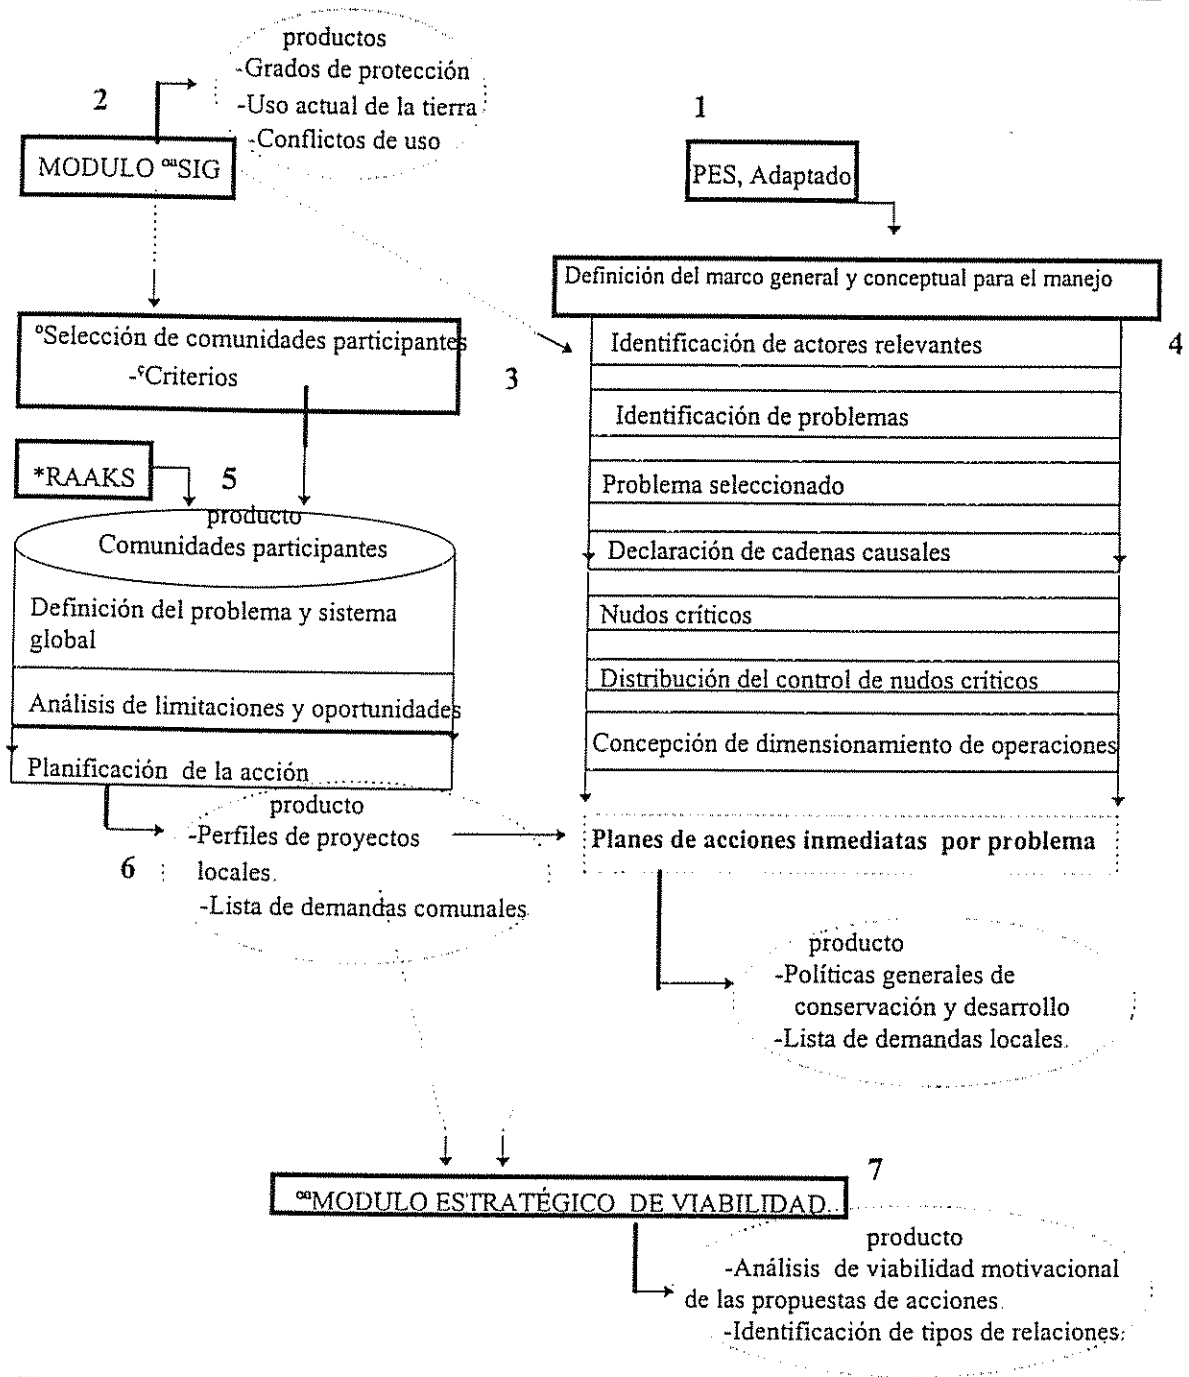 productos
-Grados de protección
-Uso actual de la tierra
-Conflictos de uso
2
MODULO ºªSIG
1
PES, Adaptado
Definición del marco general y conceptual para el manejo
ºSelección de comunidades participantes
-ºCriterios
3
4
Identificación de actores relevantes
Identificación de problemas
Problema seleccionado
Declaración de cadenas causales
Nudos críticos
Distribución del control de nudos críticos
Concepción de dimensionamiento de operaciones
*RAAKS
5
producto
Comunidades participantes
Definición del problema y sistema
global
Análisis de limitaciones y oportunidades
Planificación de la acción
6
producto
-Perfiles de proyectos
locales.
-Lista de demandas comunales
Planes de acciones inmediatas por problema
producto
-Políticas generales de
conservación y desarrollo
-Lista de demandas locales.
7
ºªMODULO ESTRATÉGICO DE VIABILIDAD.
producto
-Análisis de viabilidad motivacional
de las propuestas de acciones.
-Identificación de tipos de relaciones.